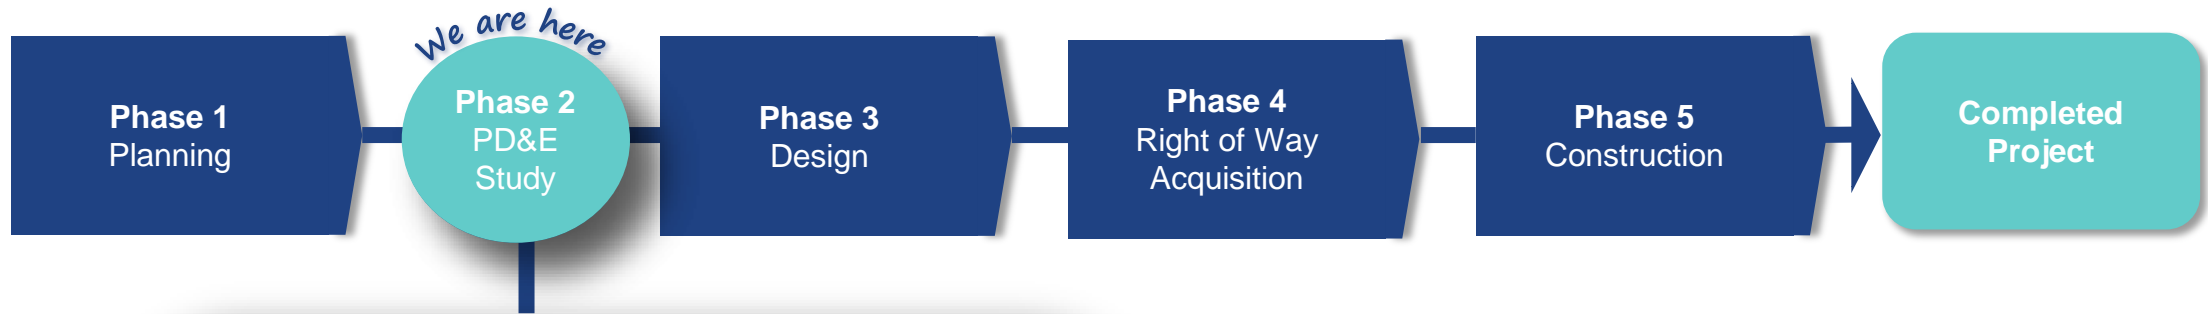 We are here
Phase 1
Planning
Phase 2
PD&E
Study
Phase 3
Design
Phase 4
Right of Way
Acquisition
Phase 5
Construction
Completed
Project